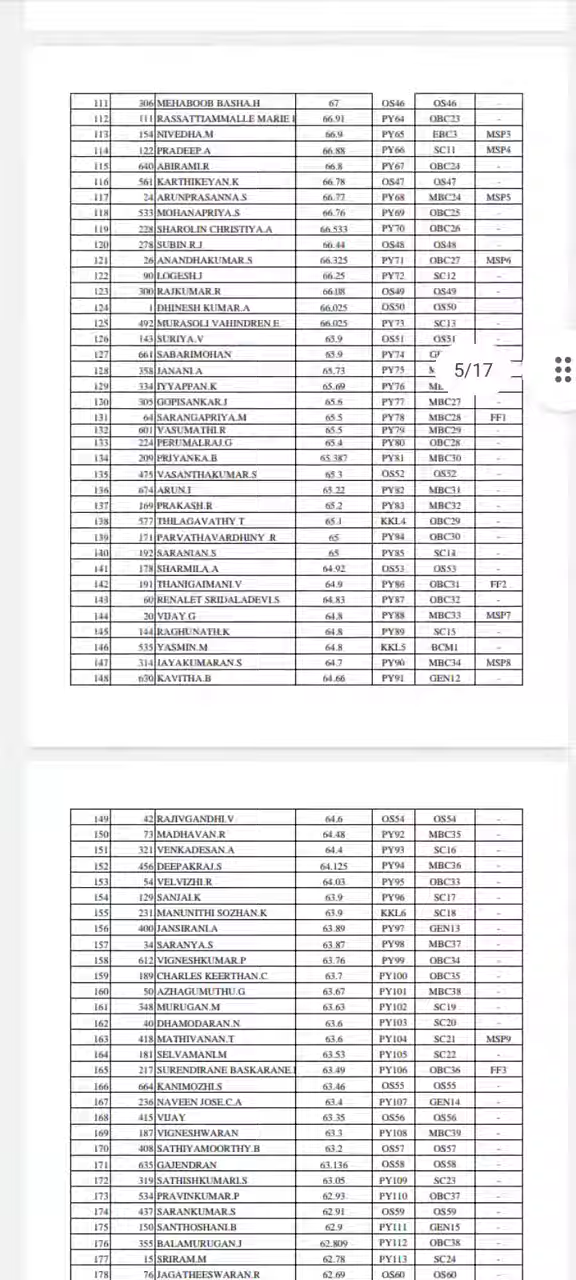 111 306 MEHABOOB BASHA.H 67 OS46 OS46 -
112 111 RASSATTIAMMALLE MARIE 66.91 PY64 OBC23 -
113 154 NIVEDHA.M 66.9 PY65 EBC3 MSP3
114 122 PRADEEP.A 66.88 PY66 SC11 MSP4
115 640 ABIRAMI.R 66.8 PY67 OBC24 -
116 561 KARTHIKEYAN.K 66.78 OS47 OS47 -
117 24 ARUNPRASANNA.S 66.77 PY68 MBC24 MSP5
118 533 MOHANAPRIYA.S 66.76 PY69 OBC25 -
119 228 SHAROLIN CHRISTIYA.A 66.533 PY70 OBC26 -
120 278 SUBIN.R.J 66.44 OS48 OS48 -
121 26 ANANDHAKUMAR.S 66.325 PY71 OBC27 MSP6
122 90 LOGESH.J 66.25 PY72 SC12 -
123 300 RAJKUMAR.R 66.08 OS49 OS49 -
124 1 DHINESH KUMAR.A 66.025 OS50 OS50
125 492 MURASOLI VAHINDREN.E 66.025 PY73 SC13 -
126 143 SURIYA.V 65.9 OS51 OS51
127 661 SABARIMOHAN 65.9 PY74
128 358 JANANI.A 65.73 PY75
5/17
129 334 IYYAPPAN.K 65.69 PY76
130 305 GOPISANKAR.J 65.6 PY77 MBC27
131 64 SARANGAPRIYA.M 65.5 PY78 MBC28 FF1
132 601 VASUMATHI.R 65.5 PY79 MBC29 -
133 224 PERUMALRAJ.G 65.4 PY80 OBC28 -
134 209 PRIYANKA.B 65.387 PY81 MBC30 -
135 475 VASANTHAKUMAR.S 65.3 OS52 OS52 -
136 674 ARUN.I 65.22 PY82 MBC31 -
137 169 PRAKASH.R 65.2 PY83 MBC32 -
138 577 THILAGAVATHY T 65.1 KKL4 OBC29 -
139 171 PARVATHAVARDHINY .R 65 PY84 OBC30 -
140 192 SARANIAN.S 65 PY85 SC14 -
141 178 SHARMILA.A 64.92 OS53 OS53 -
142 191 THANIGAIMANI.V 64.9 PY86 OBC31 FF2
143 60 RENALET SRIDALADEVI.S 64.83 PY87 OBC32 -
144 20 VIJAY.G 64.8 PY88 MBC33 MSP7
145 144 RAGHUNATH.K 64.8 PY89 SC15 -
146 535 YASMIN.M 64.8 KKL5 BCM1 -
147 314 JAYAKUMARAN.S 64.7 PY90 MBC34 MSP8
148 630 KAVITHA.B 64.66 PY91 GEN12 -
149 42 RAJIVGANDHI.V 64.6 OS54 OS54 -
150 73 MADHAVAN.R 64.48 PY92 MBC35 -
151 321 VENKADESAN.A 64.4 PY93 SC16 -
152 456 DEEPAKRAJ.S 64.125 PY94 MBC36 -
153 54 VELVIZHI.R 64.03 PY95 OBC33 -
154 129 SANJAI.K 63.9 PY96 SC17 -
155 231 MANUNITHI SOZHAN.K 63.9 KKL6 SC18 -
156 400 JANSIRANI.A 63.89 PY97 GEN13 -
157 34 SARANYA.S 63.87 PY98 MBC37 -
158 612 VIGNESHKUMAR.P 63.76 PY99 OBC34 -
159 189 CHARLES KEERTHAN.C 63.7 PY100 OBC35 -
160 50 AZHAGUMUTHU.G 63.67 PY101 MBC38 -
161 348 MURUGAN.M 63.63 PY102 SC19 -
162 40 DHAMODARAN.N 63.6 PY103 SC20 -
163 418 MATHIVANAN.T 63.6 PY104 SC21 MSP9
164 181 SELVAMANI.M 63.53 PY105 SC22 -
165 217 SURENDIRANE BASKARANE. 63.49 PY106 OBC36 FF3
166 664 KANIMOZHI.S 63.46 OS55 OS55 -
167 236 NAVEEN JOSE.C.A 63.4 PY107 GEN14 -
168 415 VIJAY 63.35 OS56 OS56 -
169 187 VIGNESHWARAN 63.3 PY108 MBC39 -
170 408 SATHIYAMOORTHY.B 63.2 OS57 OS57 -
171 635 GAJENDRAN 63.136 OS58 OS58 -
172 319 SATHISHKUMAR.S 63.05 PY109 SC23 -
173 534 PRAVINKUMAR.P 62.93 PY110 OBC37 -
174 437 SARANKUMAR.S 62.91 OS59 OS59 -
175 150 SANTHOSHANI.B 62.9 PY111 GEN15 -
176 355 BALAMURUGAN.J 62.809 PY112 OBC38 -
177 15 SRIRAM.M 62.78 PY113 SC24 -
178 76 JAGATHEESWARAN.R 62.69 OS60 OS60 -